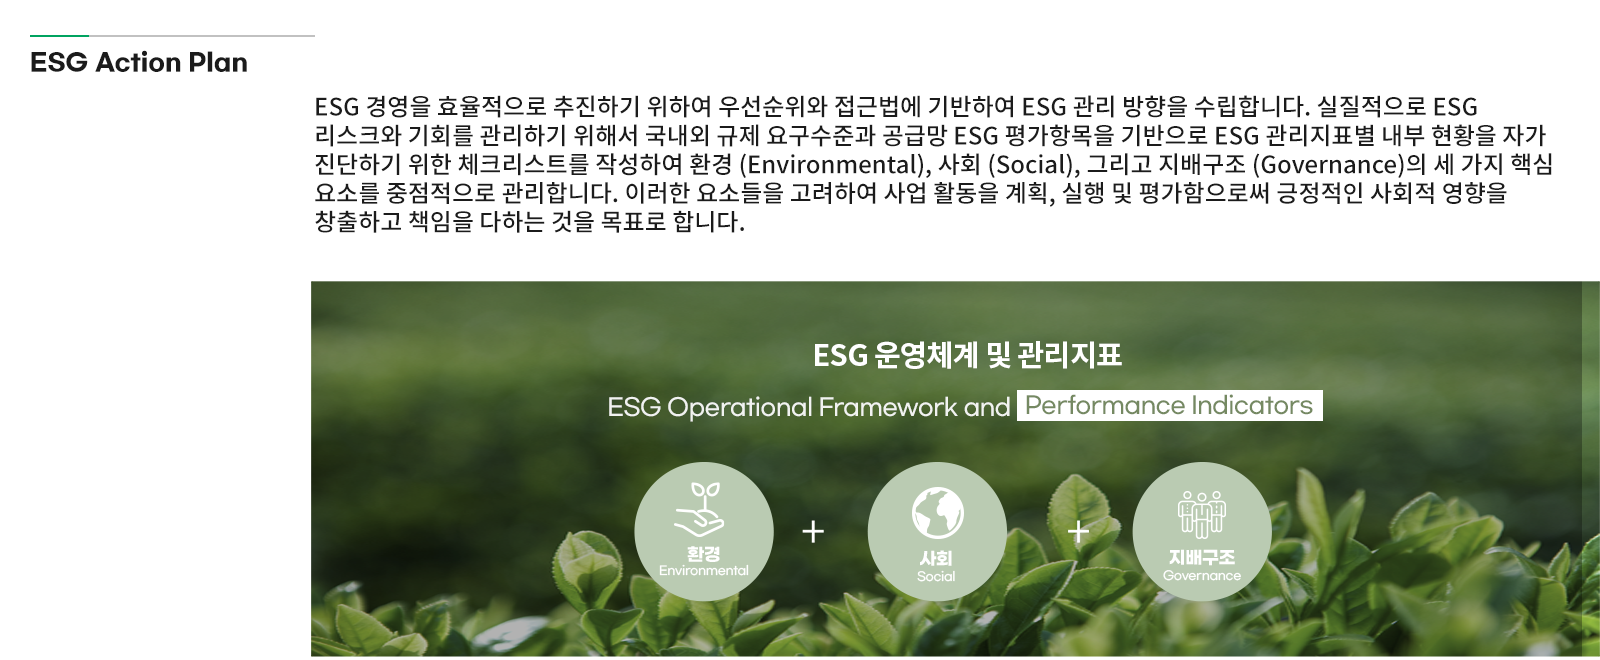 ESG Action Plan
ESG 경영을 효율적으로 추진하기 위하여 우선순위와 접근법에 기반하여 ESG 관리 방향을 수립합니다. 실질적으로 ESG
리스크와 기회를 관리하기 위해서 국내외 규제 요구수준과 공급망 ESG 평가항목을 기반으로 ESG 관리지표별 내부 현황을 자가
진단하기 위한 체크리스트를 작성하여 환경 (Environmental), 사회 (Social), 그리고 지배구조 (Governance)의 세 가지 핵심
요소를 중점적으로 관리합니다. 이러한 요소들을 고려하여 사업 활동을 계획, 실행 및 평가함으로써 긍정적인 사회적 영향을
창출하고 책임을 다하는 것을 목표로 합니다.
ESG 운영체계 및 관리지표
ESG Operational Framework and Performance Indicators
환경
Environmental
+
사회
Social
+
지배구조
Governance